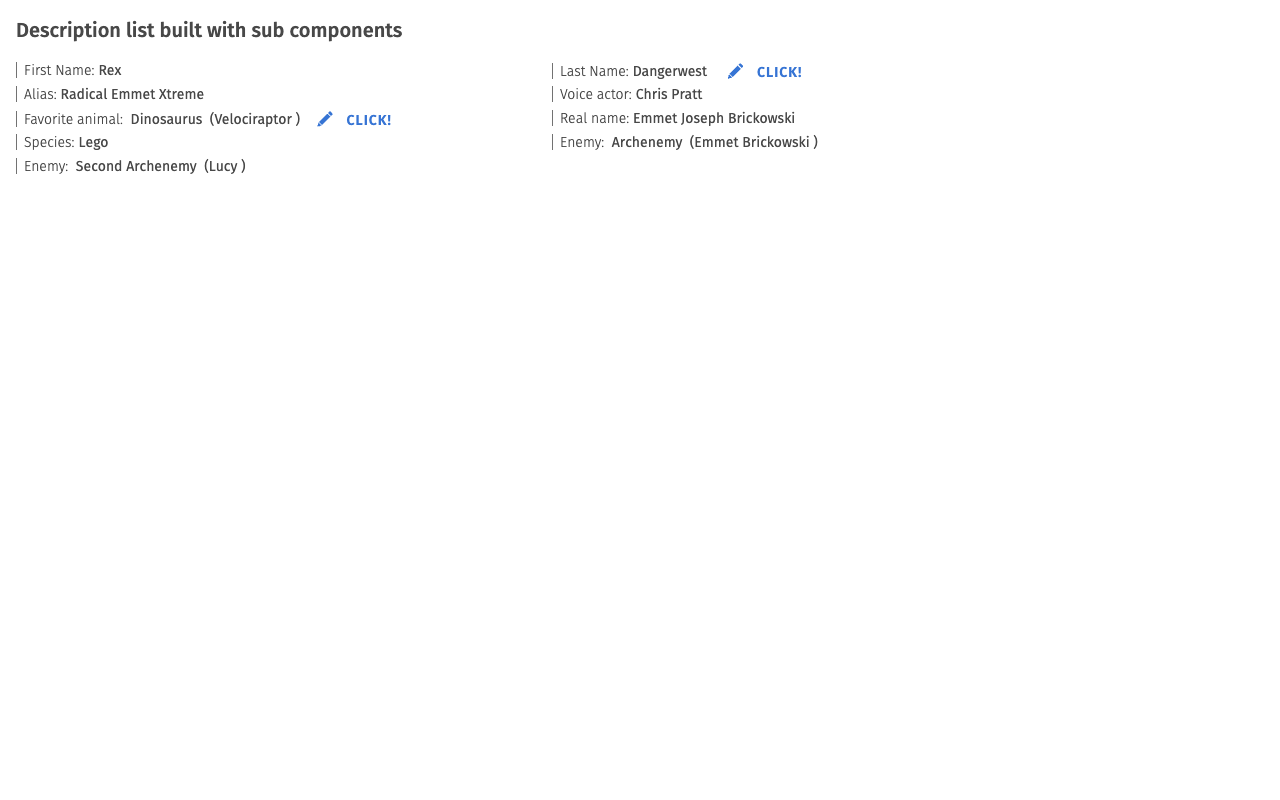 Description list built with sub components
First Name: Rex
Last Name: Dangerwest CLICK!
Alias: Radical Emmet Xtreme
Voice actor: Chris Pratt
Favorite animal: Dinosaurus (Velociraptor ) CLICK!
Real name: Emmet Joseph Brickowski
Species: Lego
Enemy: Archenemy (Emmet Brickowski )
Enemy: Second Archenemy (Lucy )